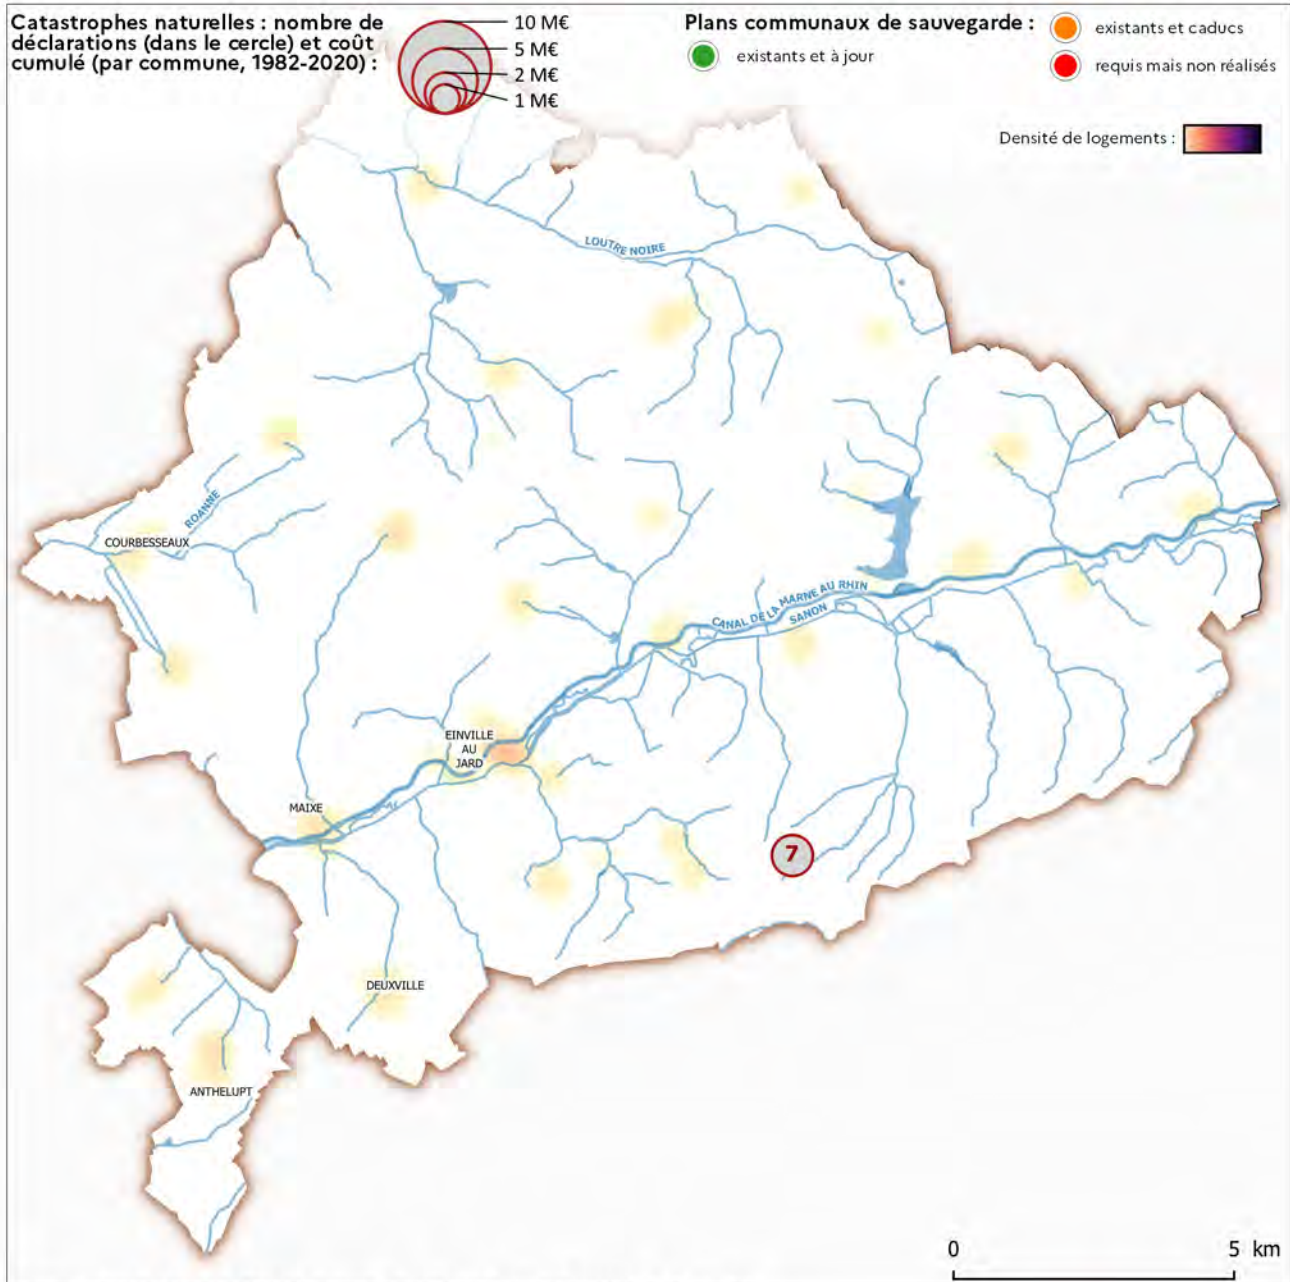 Catastrophes naturelles : nombre de
déclarations (dans le cercle) et coût
cumulé (par commune, 1982-2020) :
10 M€
5 M€
2 M€
1 M€
Plans communaux de sauvegarde :
existants et à jour
existants et caducs
requis mais non réalisés
Densité de logements :
LOUTRE NOIRE
ROANNE
COURBESSEAUX
CANAL DE LA MARNE AU RHIN
SANON
EINVILLE
AU
JARD
MAIXE
7
DEUXVILLE
ANTHELUPT
0
5 km